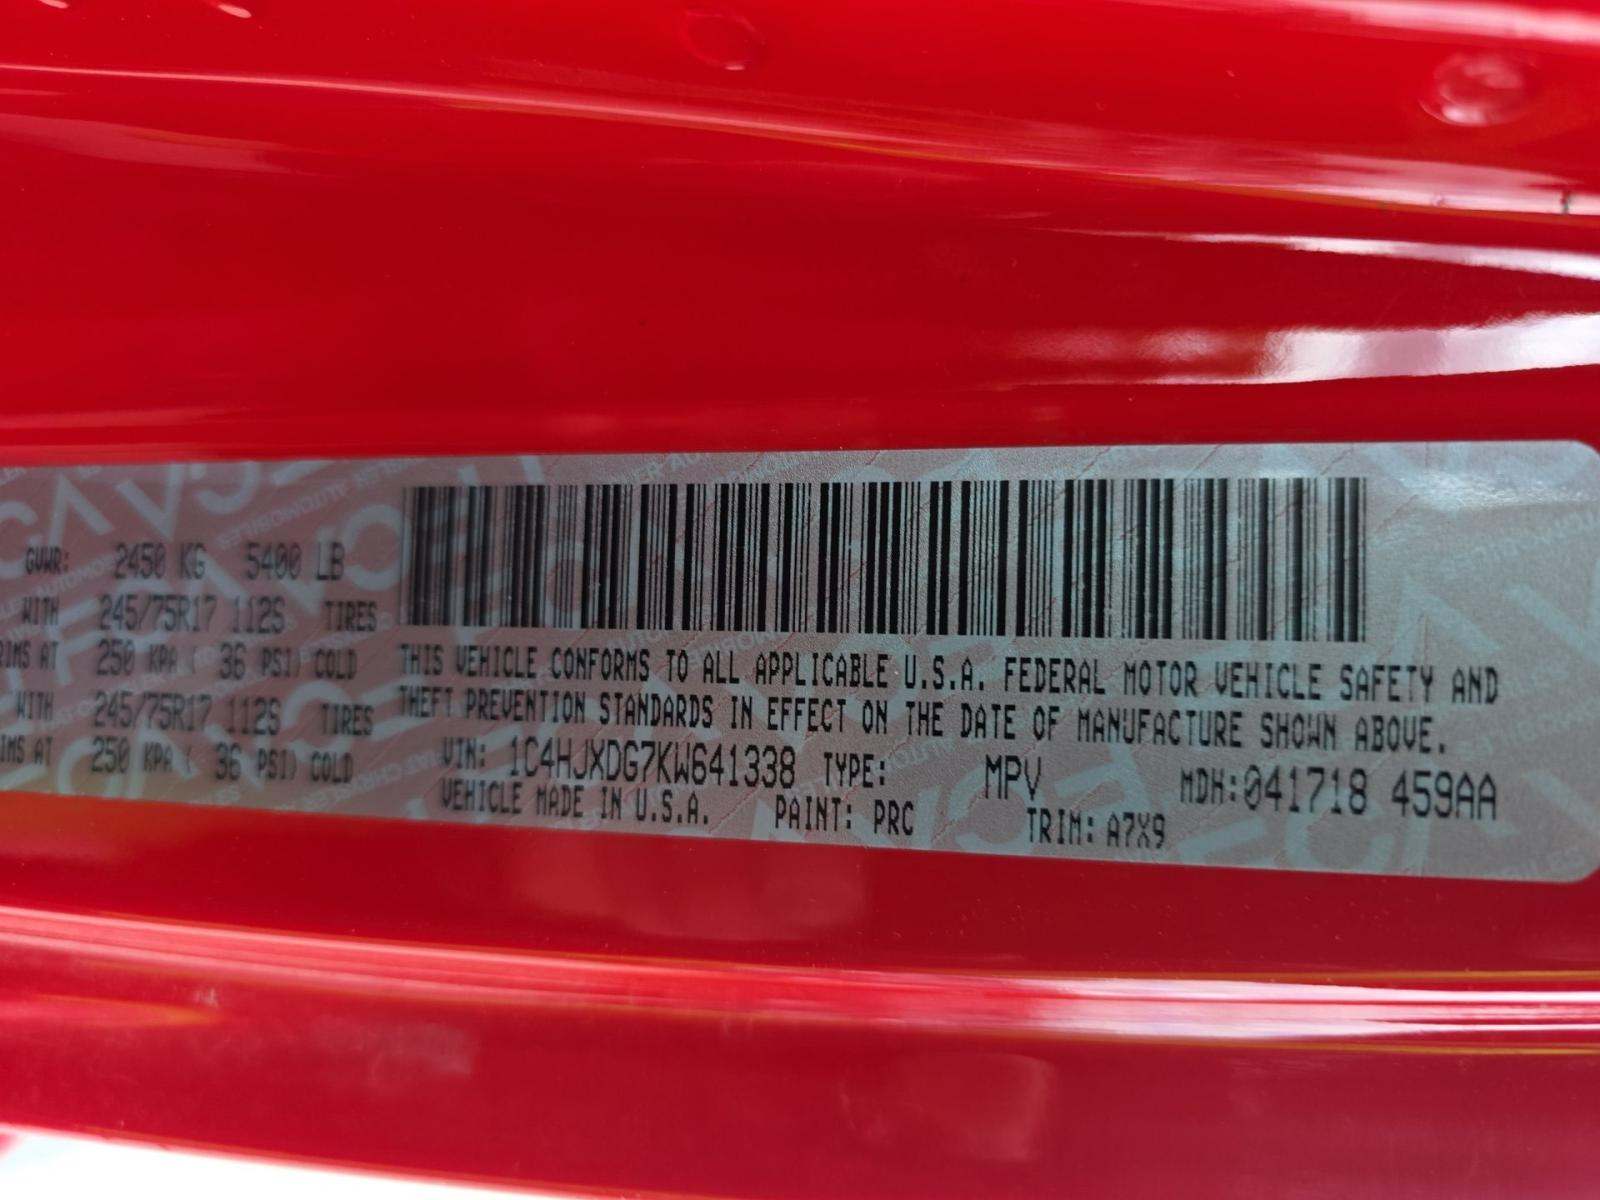 GVWR: 2450 KG 5400 LB
WITH 245/75R17 112S TIRES
RIMS AT 250 KPA ( 36 PSI) COLD
WITH 245/75R17 112S TIRES
IMS AT 250 KPA ( 36 PSI) COLD
THIS VEHICLE CONFORMS TO ALL APPLICABLE U.S.A. FEDERAL MOTOR VEHICLE SAFETY AND
THEFT PREVENTION STANDARDS IN EFFECT ON THE DATE OF MANUFACTURE SHOWN ABOVE.
VIN: 1C4HJXDG7KW641338 TYPE: MPV MDH:041718 459AA
VEHICLE MADE IN U.S.A. PAINT: PRC TRIM: A7X9